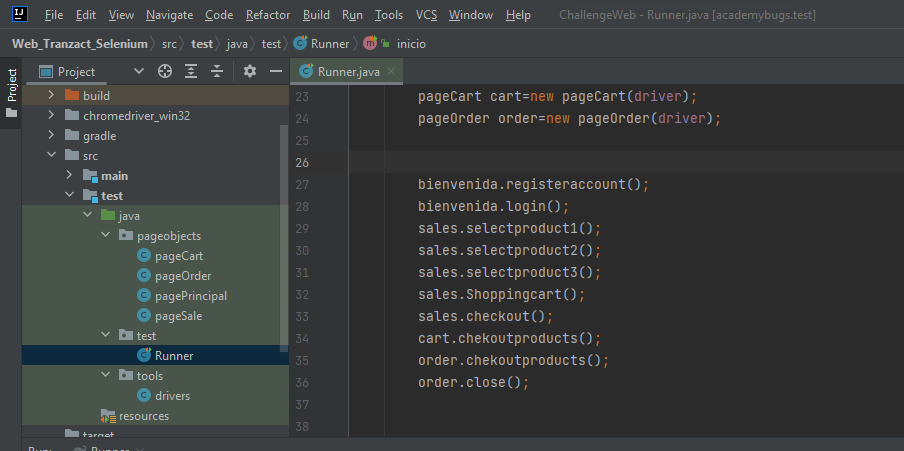 IJ File Edit View Navigate Code Refactor Build Run Tools VCS Window Help ChallengeWeb - Runner.java [academybugs.test]
Web_Tranzact_Selenium src test java test Runner m inicio
Project Project Runner.java
build
chromedriver_win32
gradle
src
main
test
java
pageobjects
C pageCart
C pageOrder
C pagePrincipal
C pageSale
test
C Runner
tools
C drivers
resources
target
23 pageCart cart=new pageCart(driver);
24 pageOrder order=new pageOrder(driver);
25
26
27 bienvenida.registeraccount();
28 bienvenida.login();
29 sales.selectproduct1();
30 sales.selectproduct2();
31 sales.selectproduct3();
32 sales.Shoppingcart();
33 sales.checkout();
34 cart.chekoutproducts();
35 order.chekoutproducts();
36 order.close();
37
38
Run: Runner